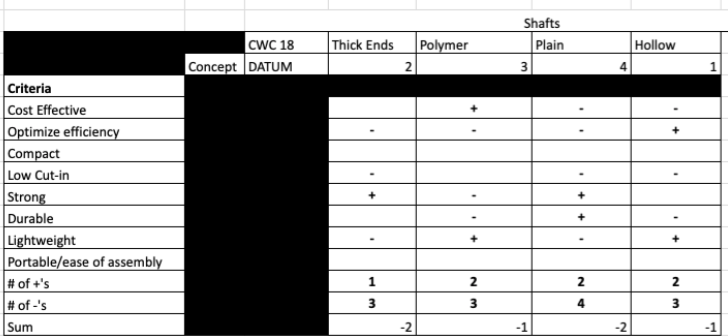 Shafts
CWC 18 Thick Ends Polymer Plain Hollow
Concept DATUM 2 3 4 1
Criteria
Cost Effective + - -
Optimize efficiency - - - +
Compact
Low Cut-in - - -
Strong + - +
Durable - + -
Lightweight - + - +
Portable/ease of assembly
# of +'s 1 2 2 2
# of -'s 3 3 4 3
Sum -2 -1 -2 -1